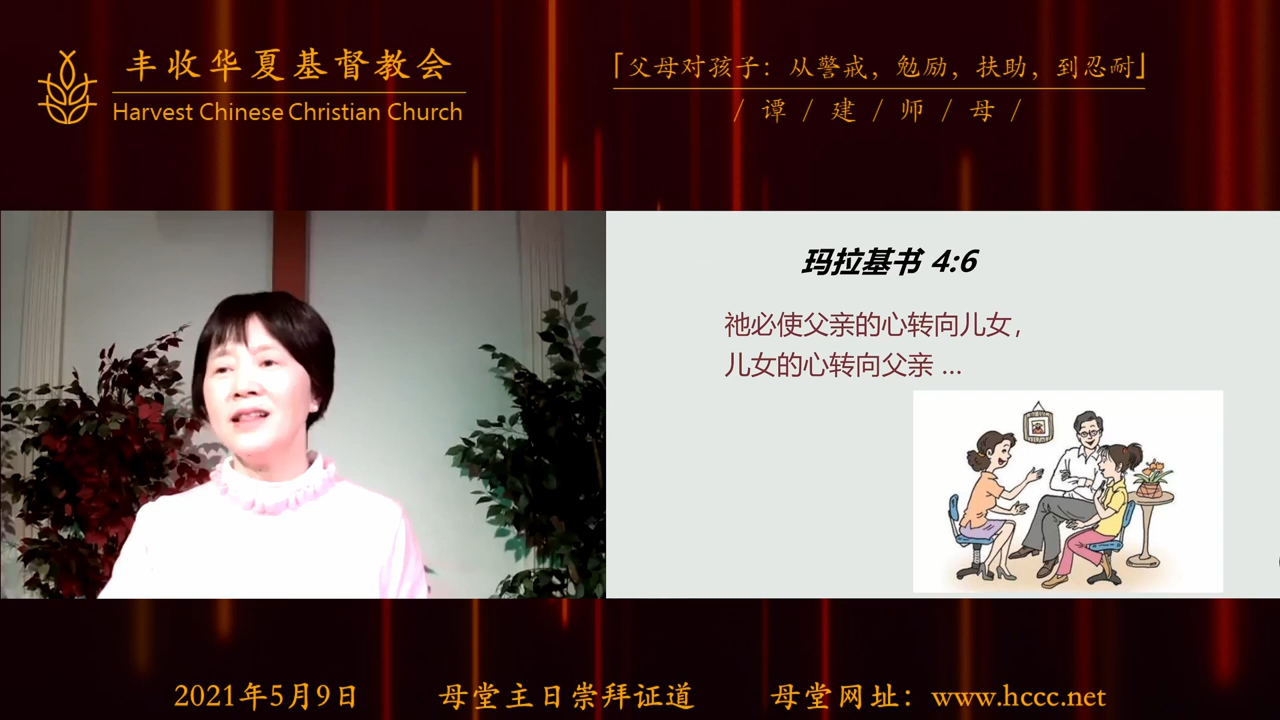 丰收华夏基督教会
Harvest Chinese Christian Church
「父母对孩子：从警戒，勉励，扶助，到忍耐」
/ 谭 / 建 / 师 / 母 /
玛拉基书 4:6
祂必使父亲的心转向儿女，
儿女的心转向父亲 ...
2021年5月9日 母堂主日崇拜证道 母堂网址：www.hccc.net